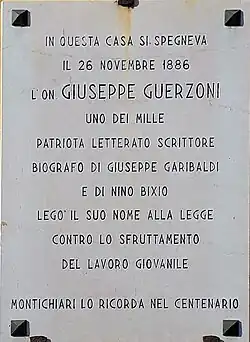 IN QUESTA CASA SI SPEGNEVA
IL 26 NOVEMBRE 1886
L'ON. GIUSEPPE GUERZONI
UNO DEI MILLE
PATRIOTA LETTERATO SCRITTORE
BIOGRAFO DI GIUSEPPE GARIBALDI
E DI NINO BIXIO
LEGO' IL SUO NOME ALLA LEGGE
CONTRO LO SFRUTTAMENTO
DEL LAVORO GIOVANILE
MONTICHIARI LO RICORDA NEL CENTENARIO